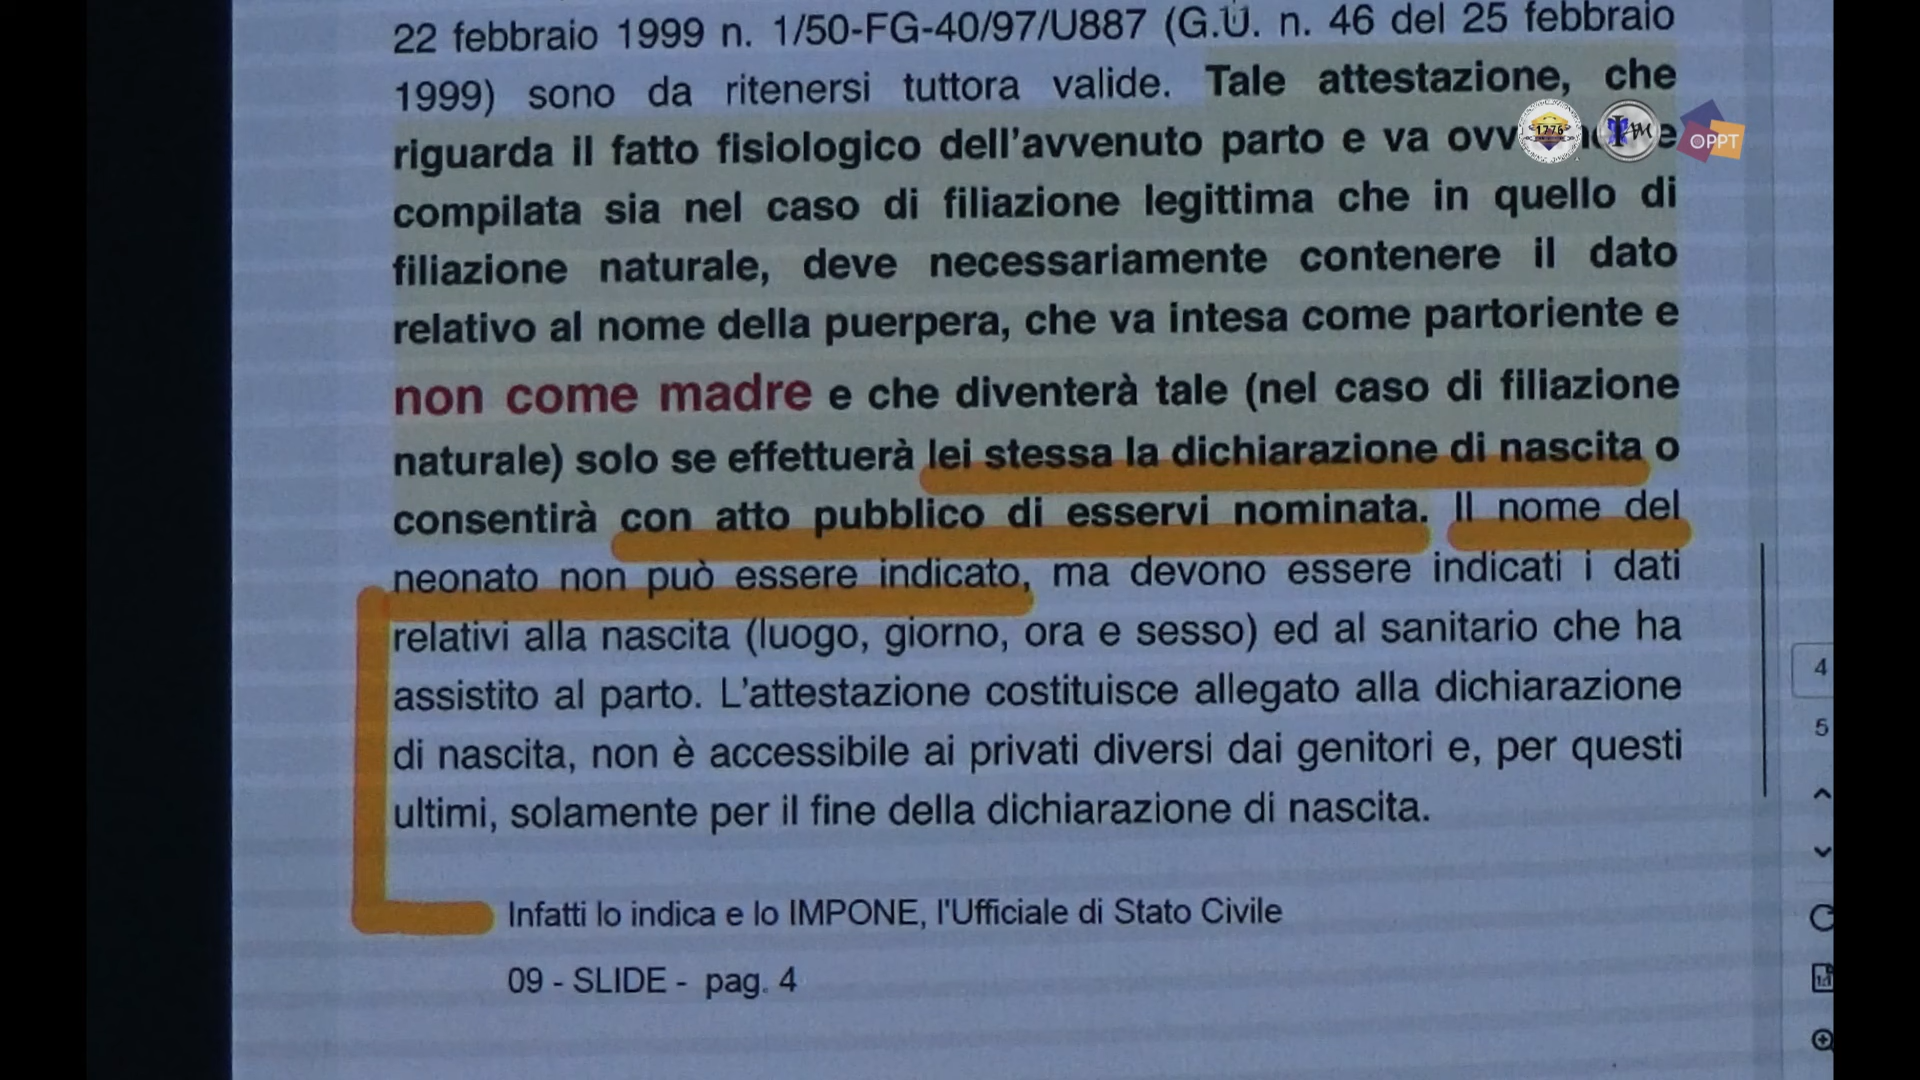 22 febbraio 1999 n. 1/50-FG-40/97/U887 (G.U. n. 46 del 25 febbraio
1999) sono da ritenersi tuttora valide. Tale attestazione, che
riguarda il fatto fisiologico dell'avvenuto parto e va
compilata sia nel caso di filiazione legittima che in quello di
filiazione naturale, deve necessariamente contenere il dato
relativo al nome della puerpera, che va intesa come partoriente e
non come madre e che diventerà tale (nel caso di filiazione
naturale) solo se effettuerà lei stessa la dichiarazione di nascita o
consentirà con atto pubblico di esservi nominata. Il nome del
neonato non può essere indicato, ma devono essere indicati i dati
relativi alla nascita (luogo, giorno, ora e sesso) ed al sanitario che ha
assistito al parto. L'attestazione costituisce allegato alla dichiarazione
di nascita, non è accessibile ai privati diversi dai genitori e, per questi
ultimi, solamente per il fine della dichiarazione di nascita.
Infatti lo indica e lo IMPONE, l'Ufficiale di Stato Civile
09 - SLIDE - pag. 4
1776
OPPT
4
5